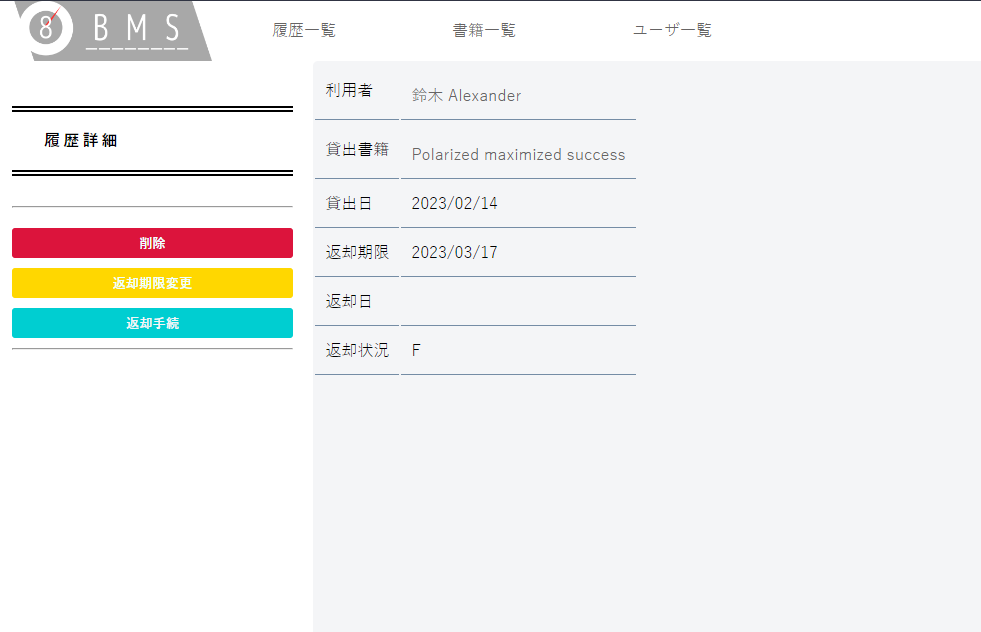 8 BMS
履歴一覧 書籍一覧 ユーザ一覧
履歴詳細
削除
返却期限変更
返却手続
利用者 鈴木 Alexander
貸出書籍 Polarized maximized success
貸出日 2023/02/14
返却期限 2023/03/17
返却日
返却状況 F